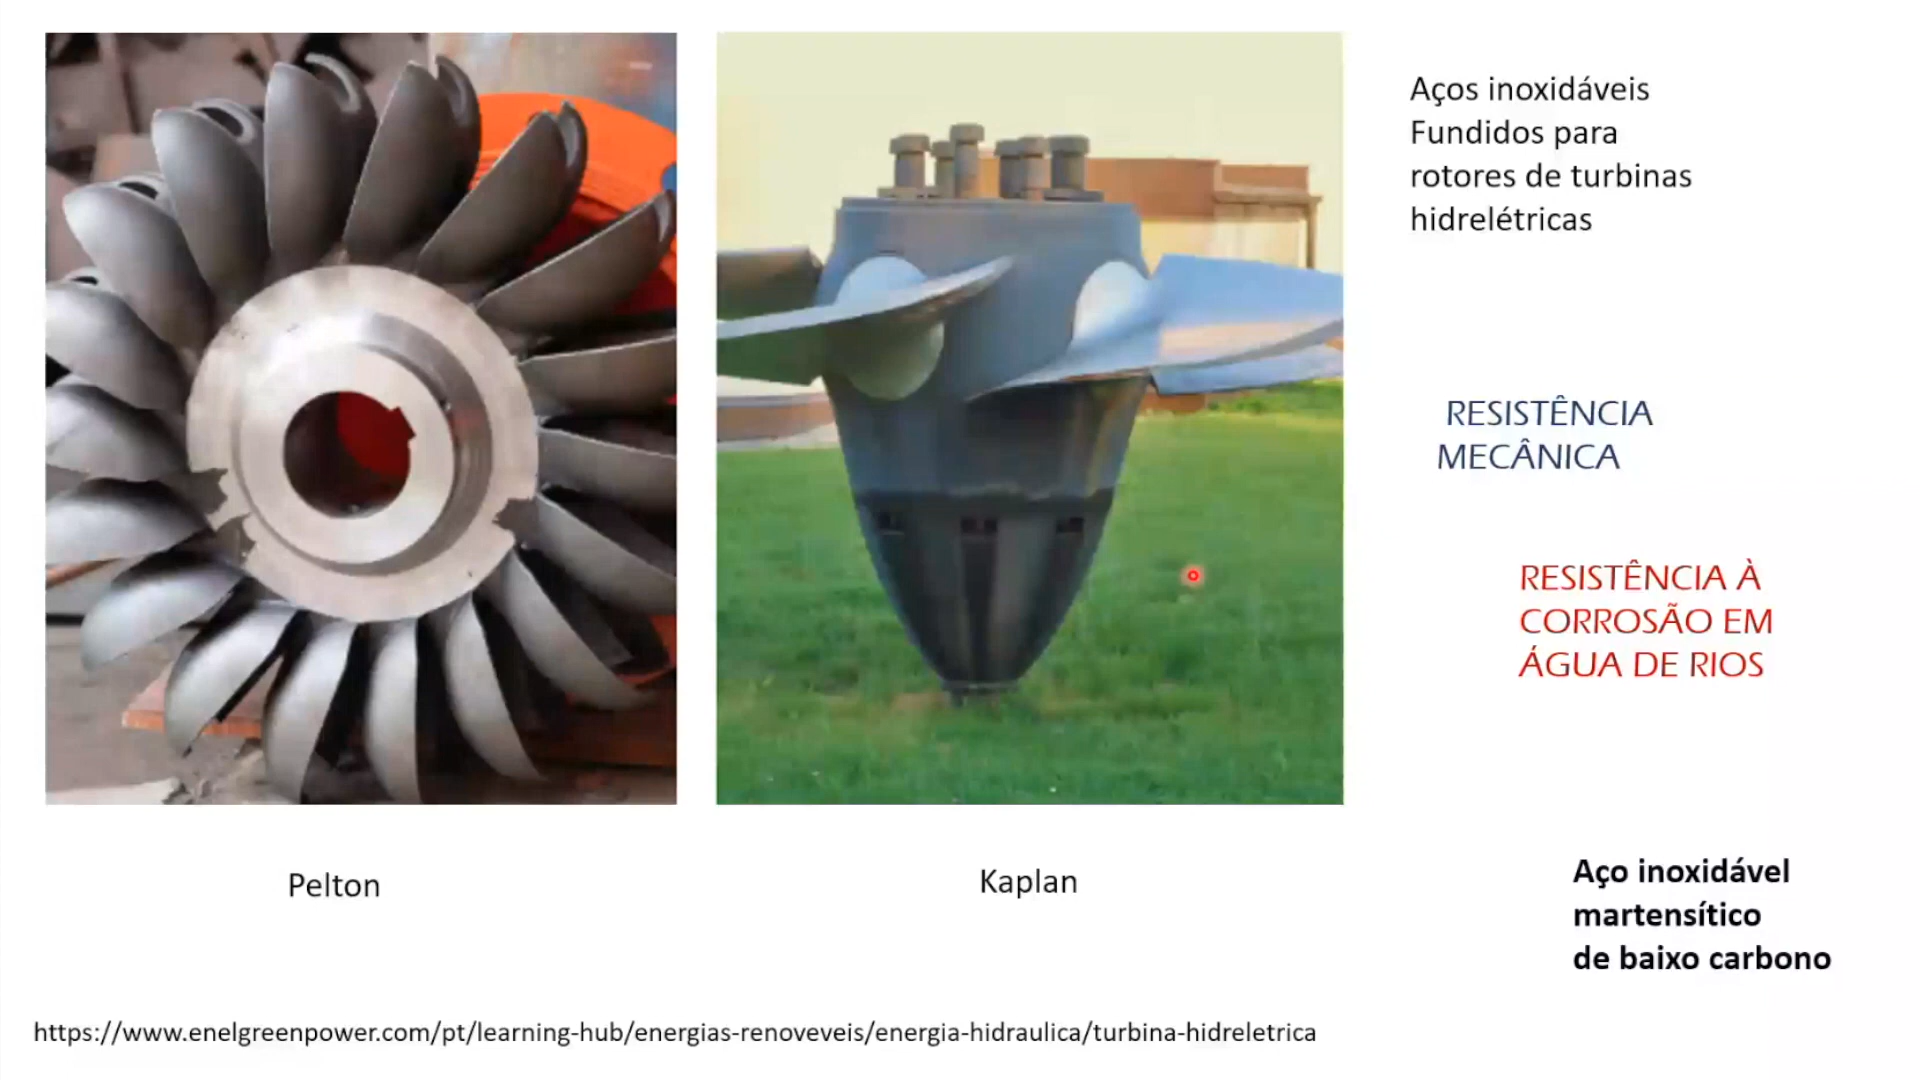 Aços inoxidáveis
Fundidos para
rotores de turbinas
hidrelétricas
RESISTÊNCIA
MECÂNICA
RESISTÊNCIA À
CORROSÃO EM
ÁGUA DE RIOS
Pelton
Kaplan
Aço inoxidável
martensítico
de baixo carbono
https://www.enelgreenpower.com/pt/learning-hub/energias-renoveveis/energia-hidraulica/turbina-hidreletrica